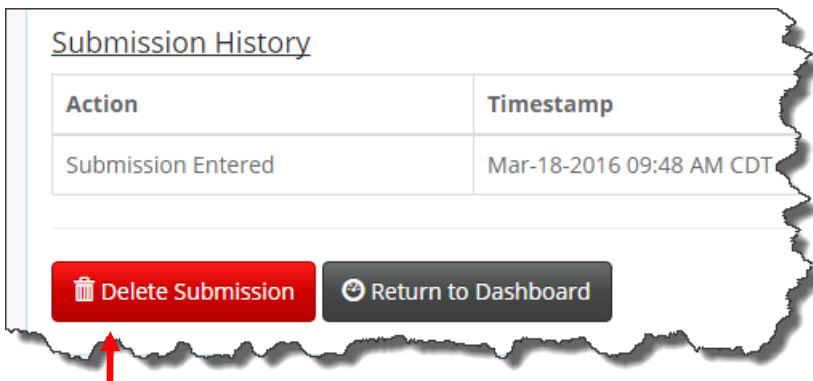 Submission History
Action Timestamp
Submission Entered Mar-18-2016 09:48 AM CDT
Delete Submission Return to Dashboard